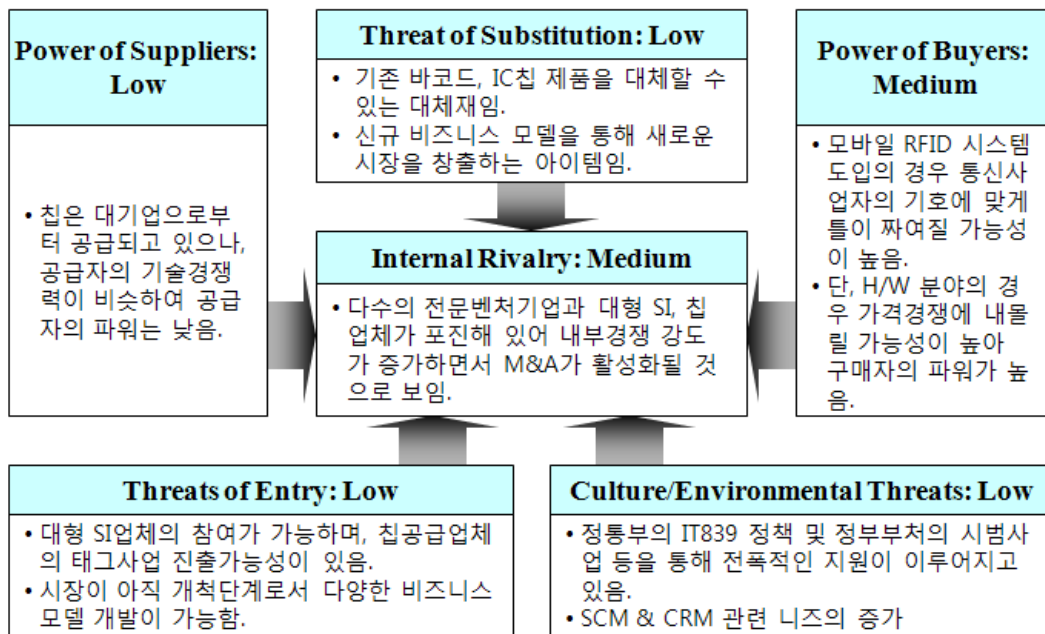 Power of Suppliers:
Low
• 칩은 대기업으로부
터 공급되고 있으나,
공급자의 기술경쟁
력이 비슷하여 공급
자의 파워는 낮음.
Threat of Substitution: Low
• 기존 바코드, IC칩 제품을 대체할 수
있는 대체재임.
• 신규 비즈니스 모델을 통해 새로운
시장을 창출하는 아이템임.
Power of Buyers:
Medium
• 모바일 RFID 시스템
도입의 경우 통신사
업자의 기호에 맞게
틀이 짜여질 가능성
이 높음.
• 단, H/W 분야의 경
우 가격경쟁에 내몰
릴 가능성이 높아
구매자의 파워가 높
음.
Internal Rivalry: Medium
• 다수의 전문벤처기업과 대형 SI, 칩
업체가 포진해 있어 내부경쟁 강도
가 증가하면서 M&A가 활성화될 것
으로 보임.
Threats of Entry: Low
• 대형 SI업체의 참여가 가능하며, 칩공급업체
의 태그사업 진출가능성이 있음.
• 시장이 아직 개척단계로서 다양한 비즈니스
모델 개발이 가능함.
Culture/Environmental Threats: Low
• 정통부의 IT839 정책 및 정부부처의 시범사
업 등을 통해 전폭적인 지원이 이루어지고
있음.
• SCM & CRM 관련 니즈의 증가